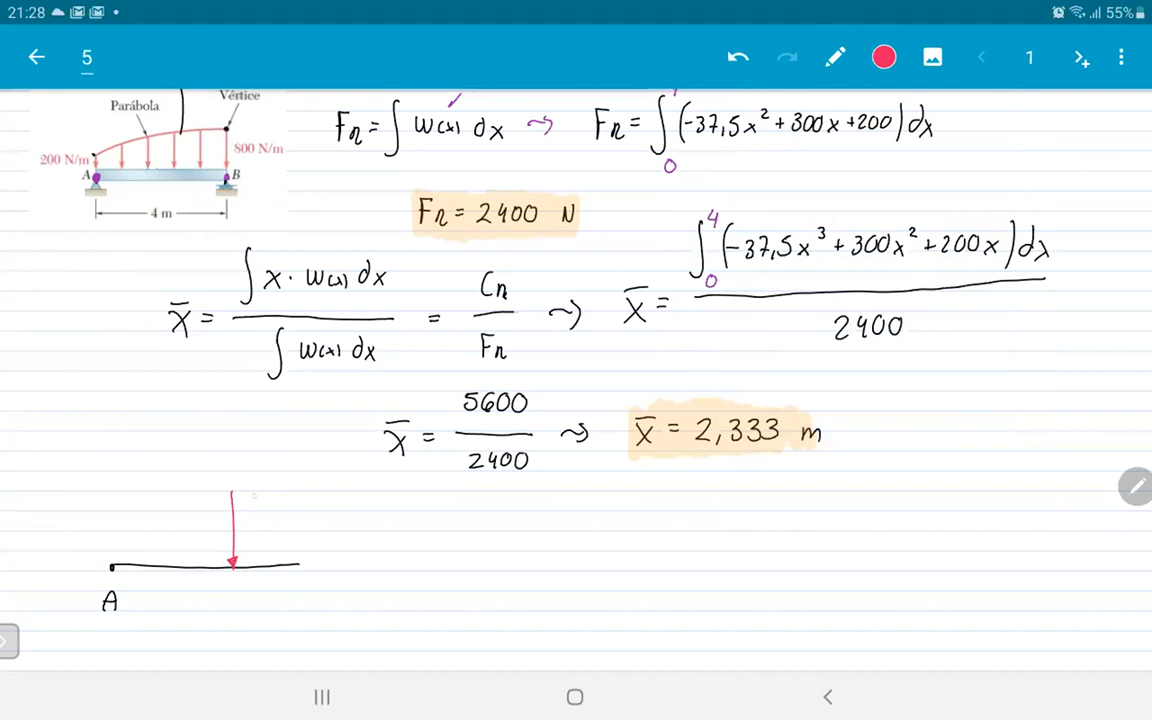 21:28
55%
5
1
Parábola
Vértice
200 N/m
800 N/m
A
B
4 m
Fr = ∫ w(x) dx ⇝ Fr = ∫₀ (-37,5x² + 300x + 200) dx
Fr = 2400 N
x̄ = ∫ x · w(x) dx / ∫ w(x) dx = Cr / Fr ⇝ x̄ = ∫₀⁴ (-37,5x³ + 300x² + 200x) dx / 2400
x̄ = 5600 / 2400 ⇝ x̄ = 2,333 m
A